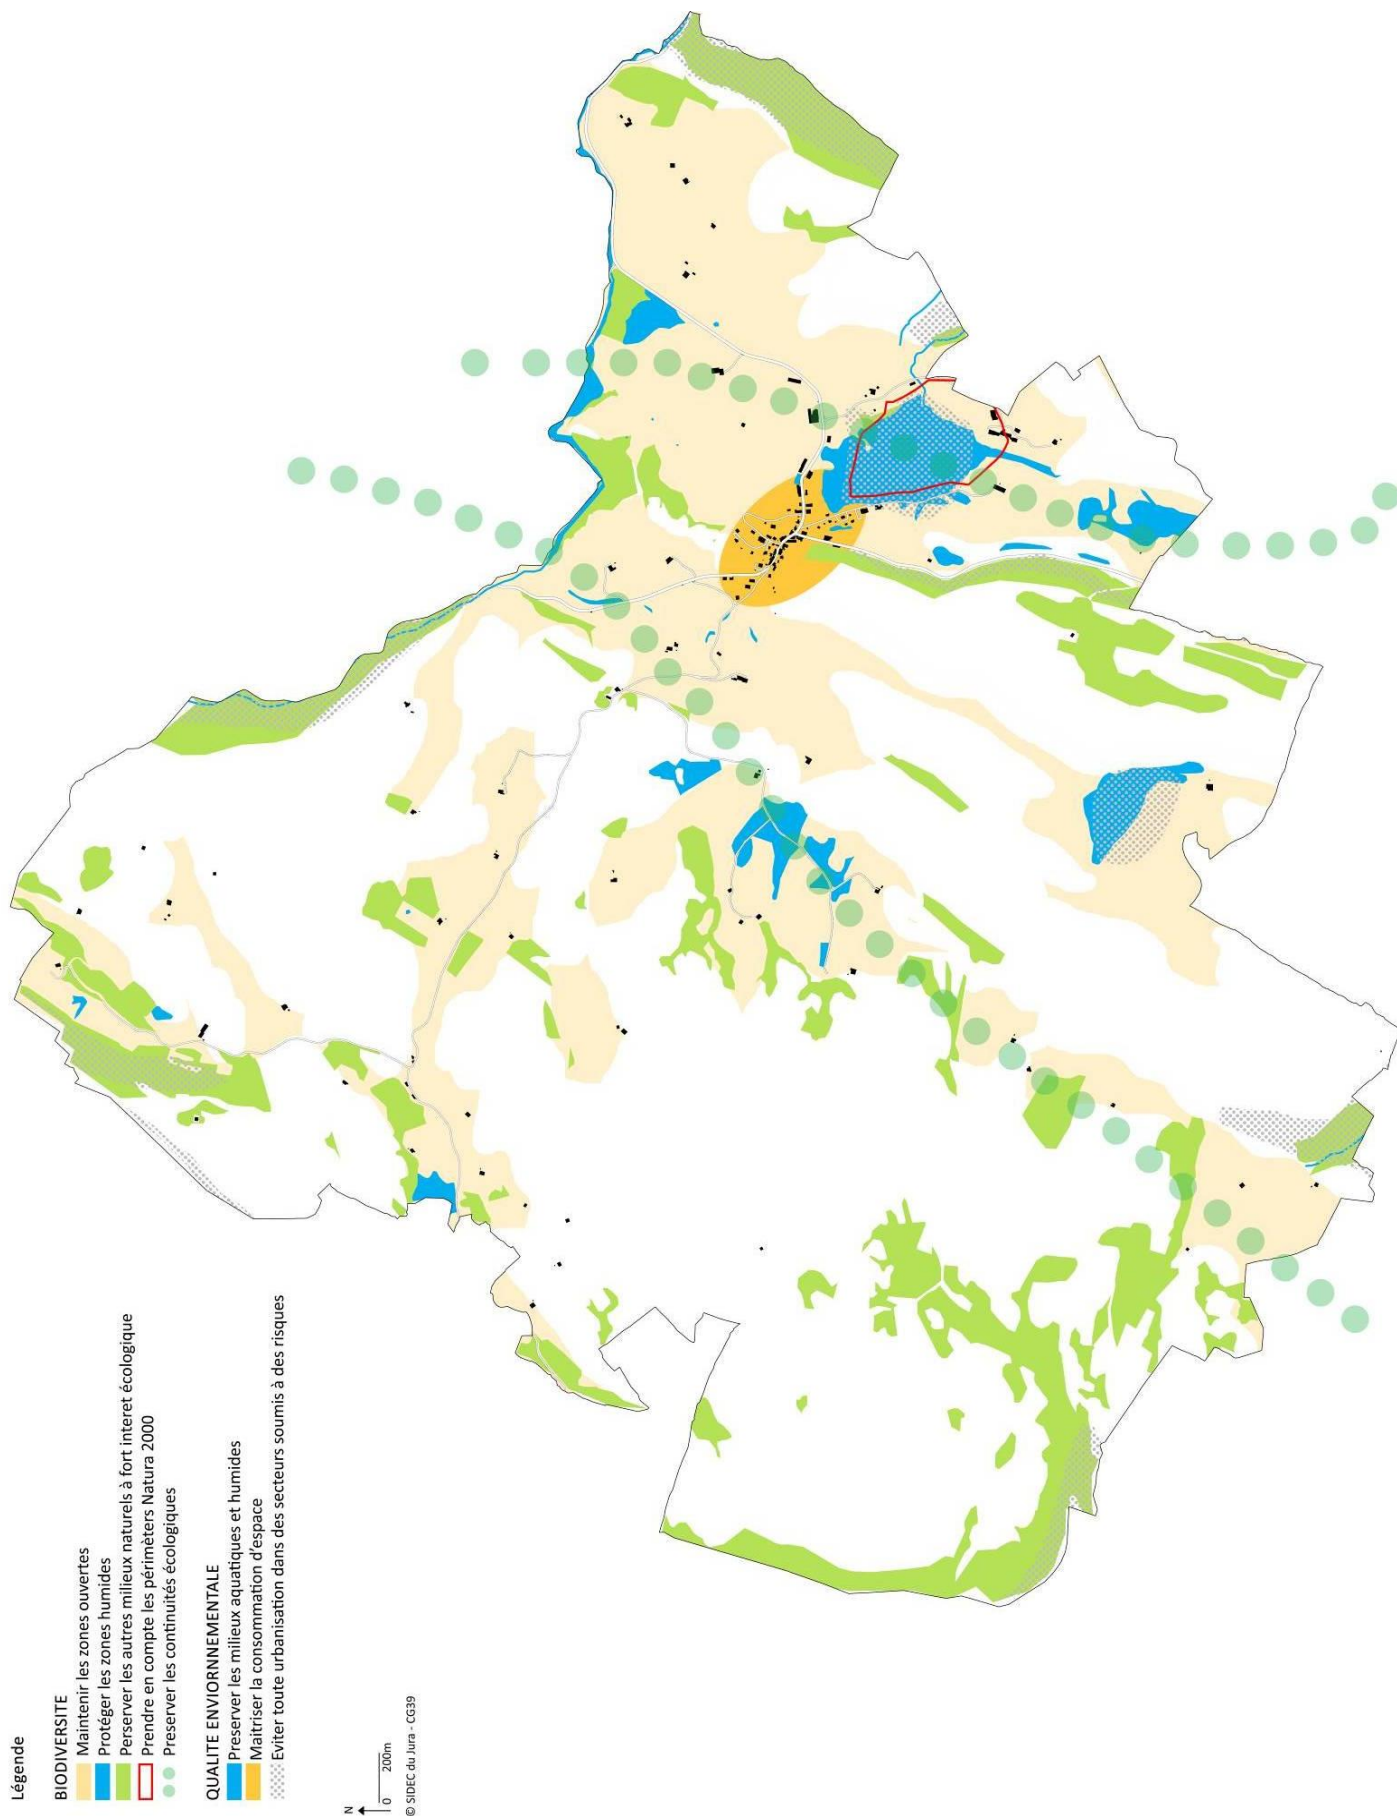 Légende
BIODIVERSITE
Maintenir les zones ouvertes
Protéger les zones humides
Perserver les autres milieux naturels à fort interet écologique
Prendre en compte les périmèters Natura 2000
Preserver les continuités écologiques
QUALITE ENVIORNNEMENTALE
Preserver les milieux aquatiques et humides
Maitriser la consommation d'espace
Eviter toute urbanisation dans des secteurs soumis à des risques
N
0 200m
© SIDEC du Jura - CG39